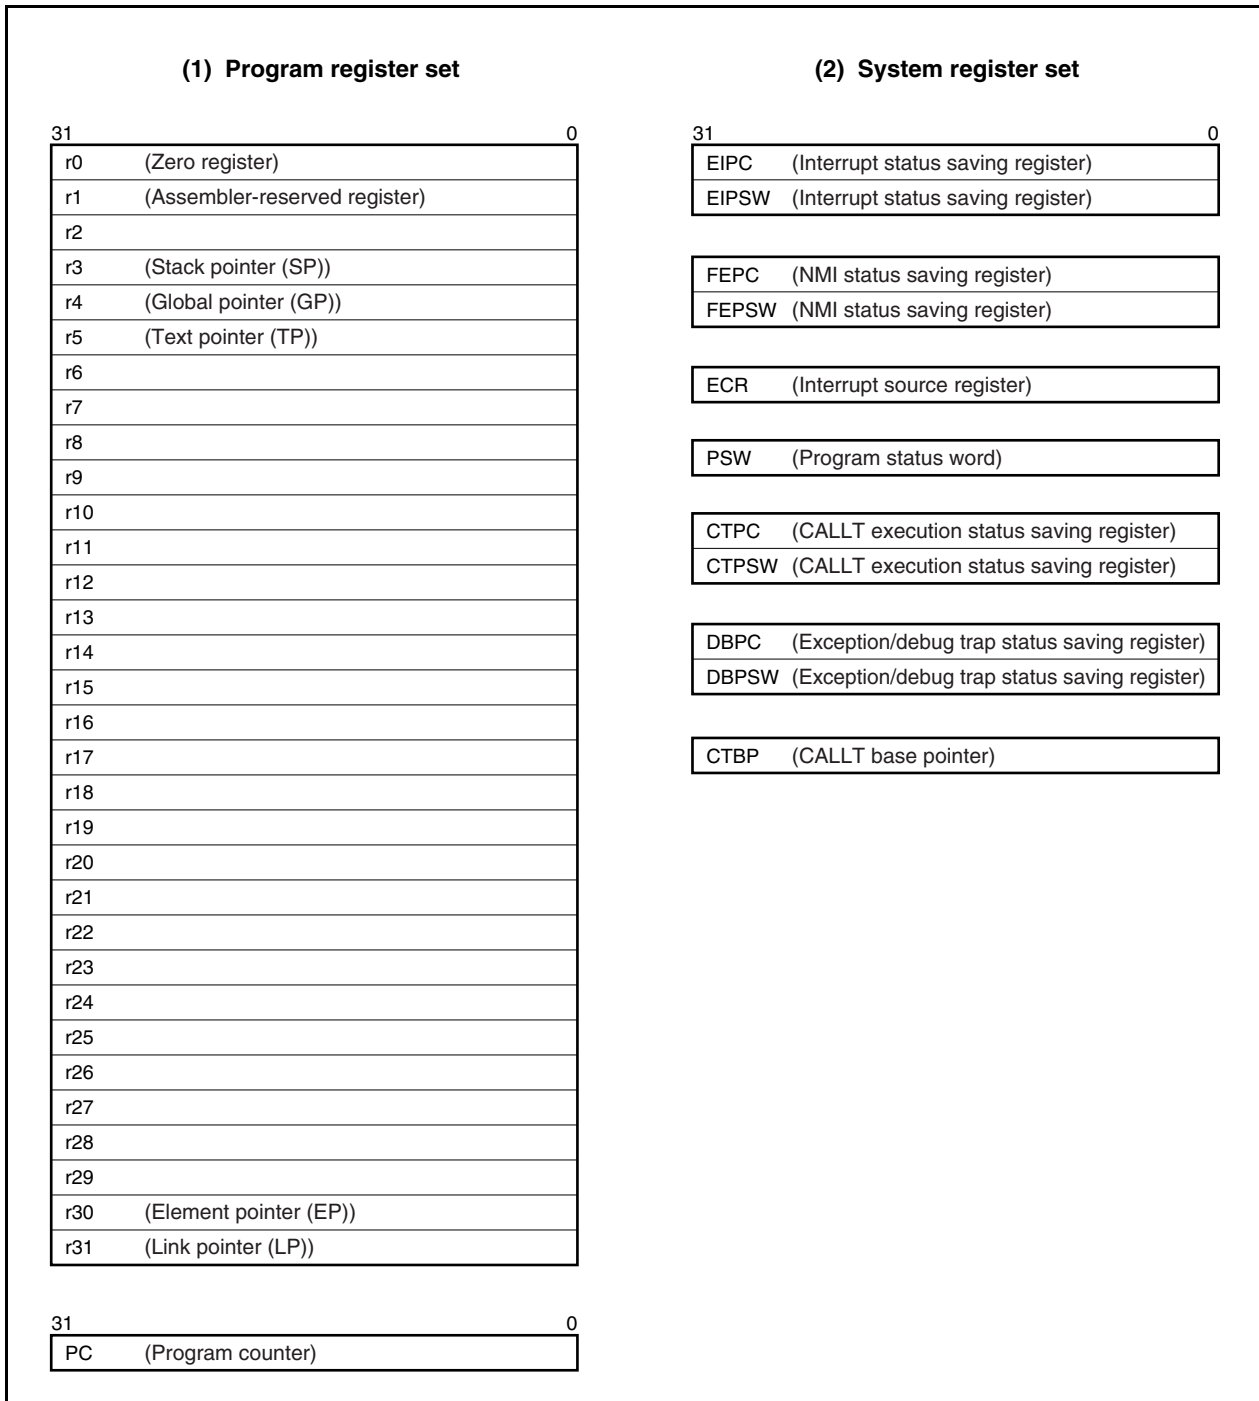 (1) Program register set
31 0
r0 (Zero register)
r1 (Assembler-reserved register)
r2
r3 (Stack pointer (SP))
r4 (Global pointer (GP))
r5 (Text pointer (TP))
r6
r7
r8
r9
r10
r11
r12
r13
r14
r15
r16
r17
r18
r19
r20
r21
r22
r23
r24
r25
r26
r27
r28
r29
r30 (Element pointer (EP))
r31 (Link pointer (LP))
31 0
PC (Program counter)
(2) System register set
31 0
EIPC (Interrupt status saving register)
EIPSW (Interrupt status saving register)
FEPC (NMI status saving register)
FEPSW (NMI status saving register)
ECR (Interrupt source register)
PSW (Program status word)
CTPC (CALLT execution status saving register)
CTPSW (CALLT execution status saving register)
DBPC (Exception/debug trap status saving register)
DBPSW (Exception/debug trap status saving register)
CTBP (CALLT base pointer)